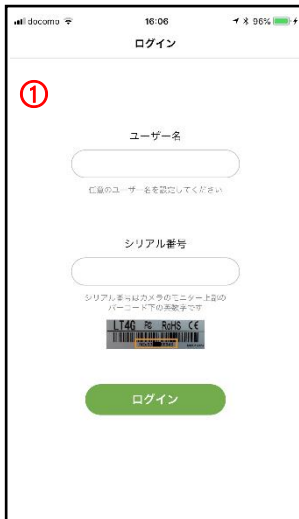 docomo 16:06 96%
ログイン
①
ユーザー名
任意のユーザー名を設定してください
シリアル番号
シリアル番号はカメラのモニター上部の
バーコード下の英数字です
LT4G RoHS CE
ログイン